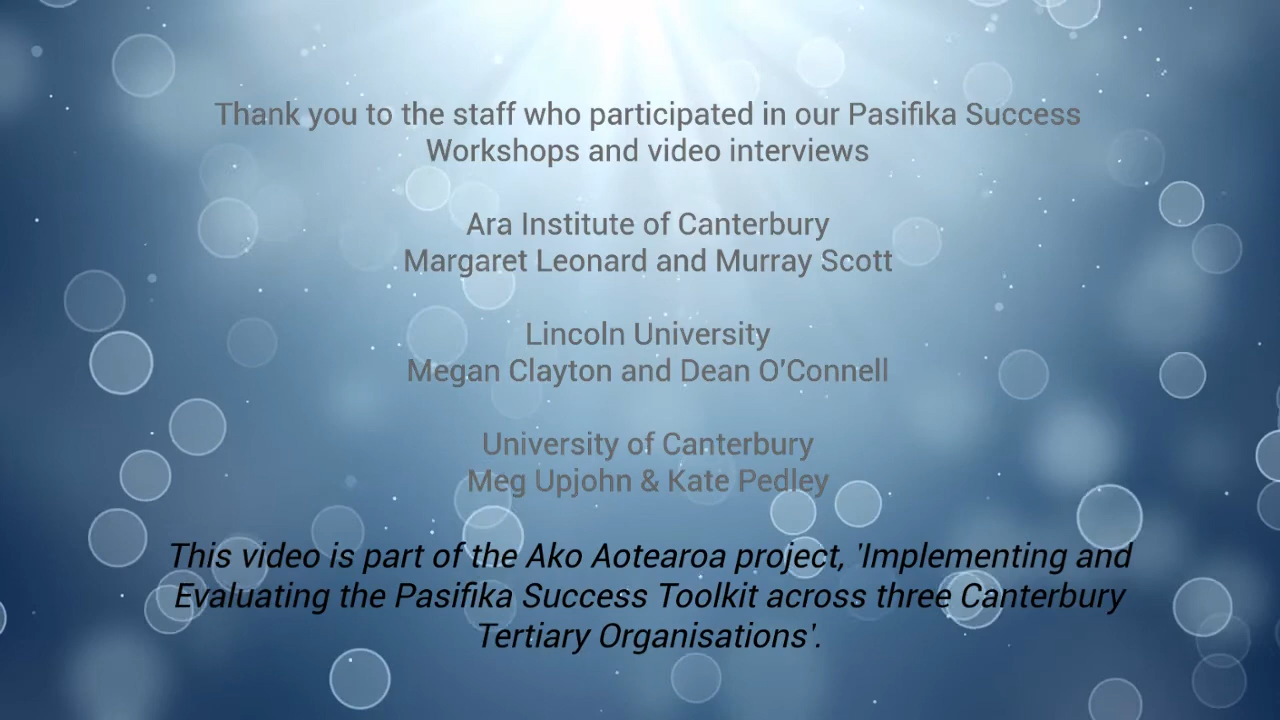 Thank you to the staff who participated in our Pasifika Success
Workshops and video interviews
Ara Institute of Canterbury
Margaret Leonard and Murray Scott
Lincoln University
Megan Clayton and Dean O'Connell
University of Canterbury
Meg Upjohn & Kate Pedley
This video is part of the Ako Aotearoa project, 'Implementing and
Evaluating the Pasifika Success Toolkit across three Canterbury
Tertiary Organisations'.